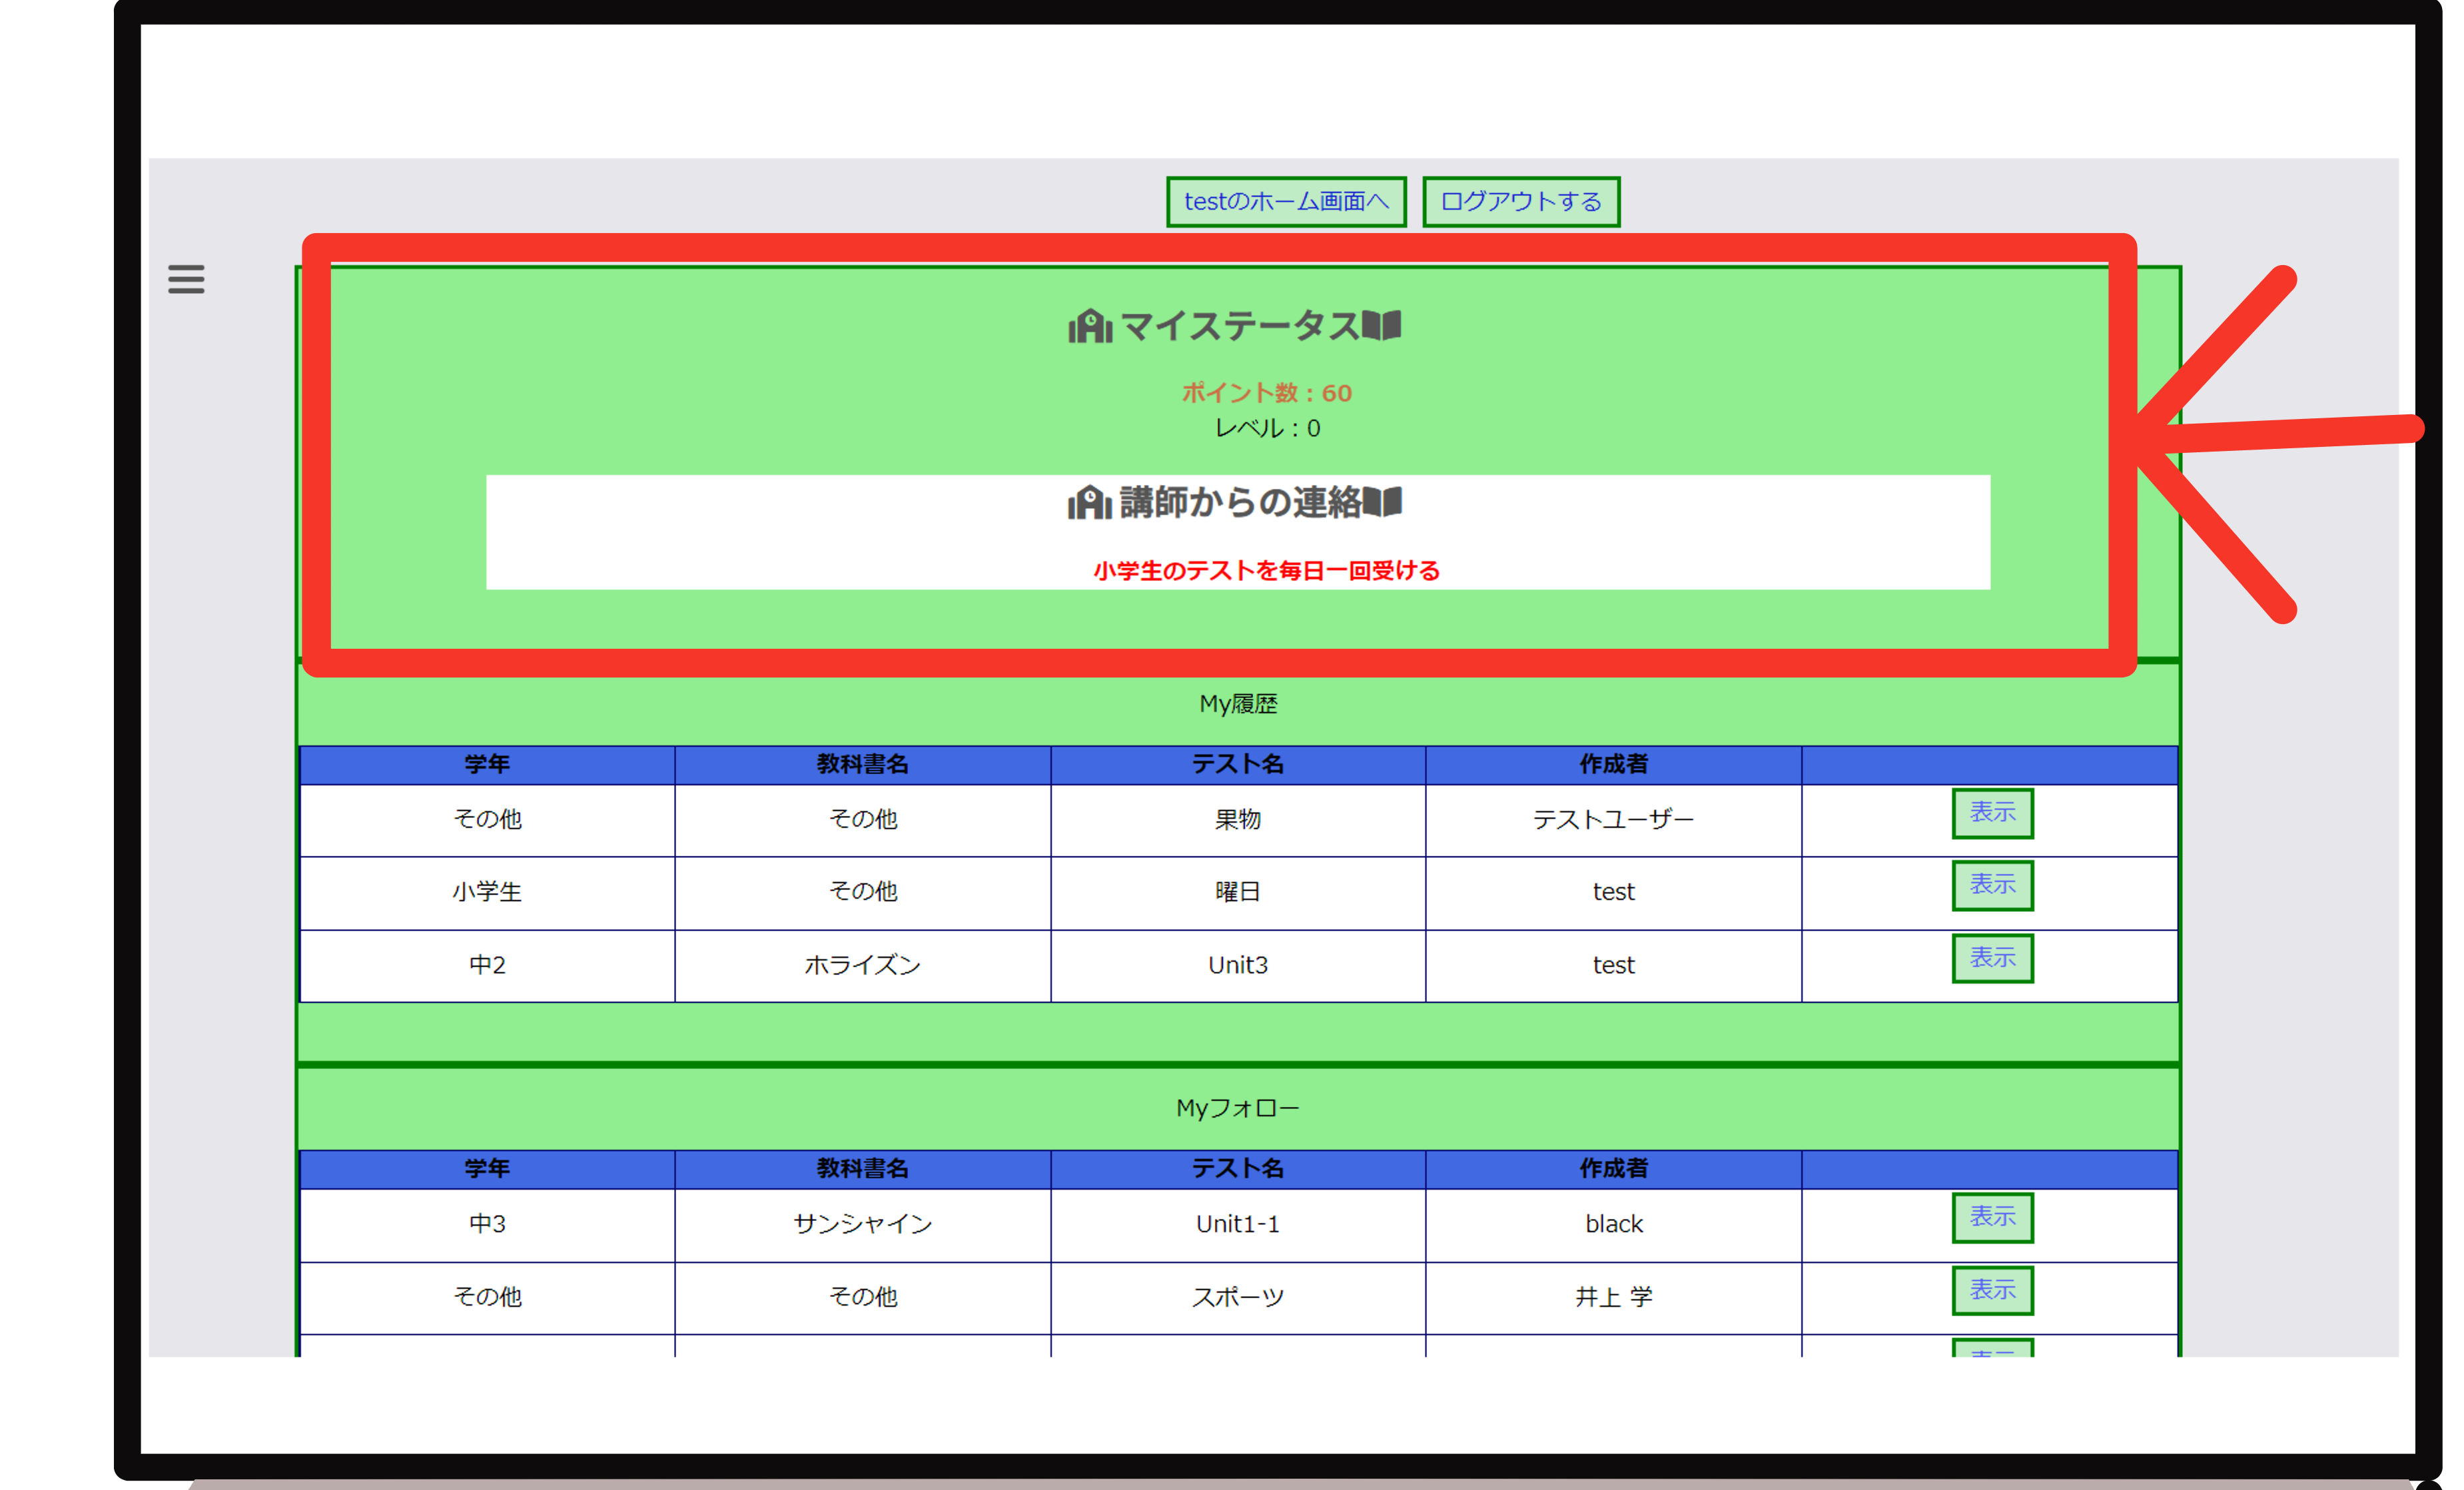 testのホーム画面へ ログアウトする
マイステータス
ポイント数：60
レベル：0
講師からの連絡
小学生のテストを毎日一回受ける
My履歴
学年 教科書名 テスト名 作成者
その他 その他 果物 テストユーザー 表示
小学生 その他 曜日 test 表示
中2 ホライズン Unit3 test 表示
Myフォロー
学年 教科書名 テスト名 作成者
中3 サンシャイン Unit1-1 black 表示
その他 その他 スポーツ 井上 学 表示